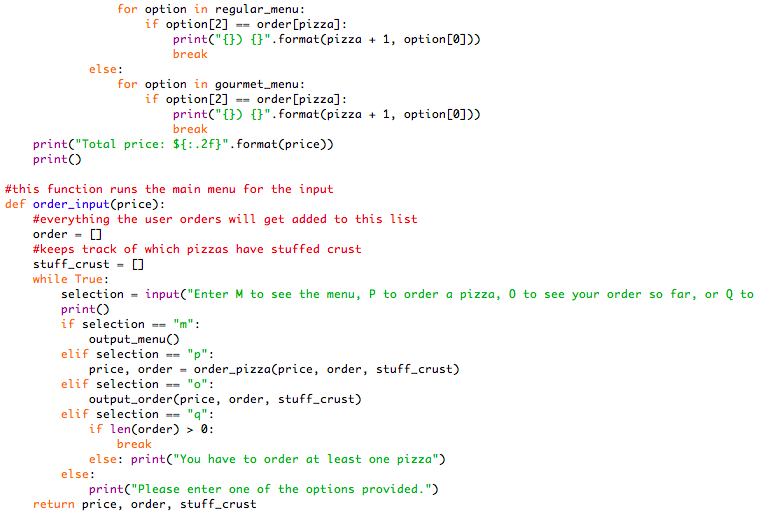 for option in regular_menu:
if option[2] == order[pizza]:
print("{}) {}".format(pizza + 1, option[0]))
break
else:
for option in gourmet_menu:
if option[2] == order[pizza]:
print("{}) {}".format(pizza + 1, option[0]))
break
print("Total price: ${:.2f}".format(price))
print()
#this function runs the main menu for the input
def order_input(price):
#everything the user orders will get added to this list
order = []
#keeps track of which pizzas have stuffed crust
stuff_crust = []
while True:
selection = input("Enter M to see the menu, P to order a pizza, O to see your order so far, or Q to
print()
if selection == "m":
output_menu()
elif selection == "p":
price, order = order_pizza(price, order, stuff_crust)
elif selection == "o":
output_order(price, order, stuff_crust)
elif selection == "q":
if len(order) > 0:
break
else: print("You have to order at least one pizza")
else:
print("Please enter one of the options provided.")
return price, order, stuff_crust